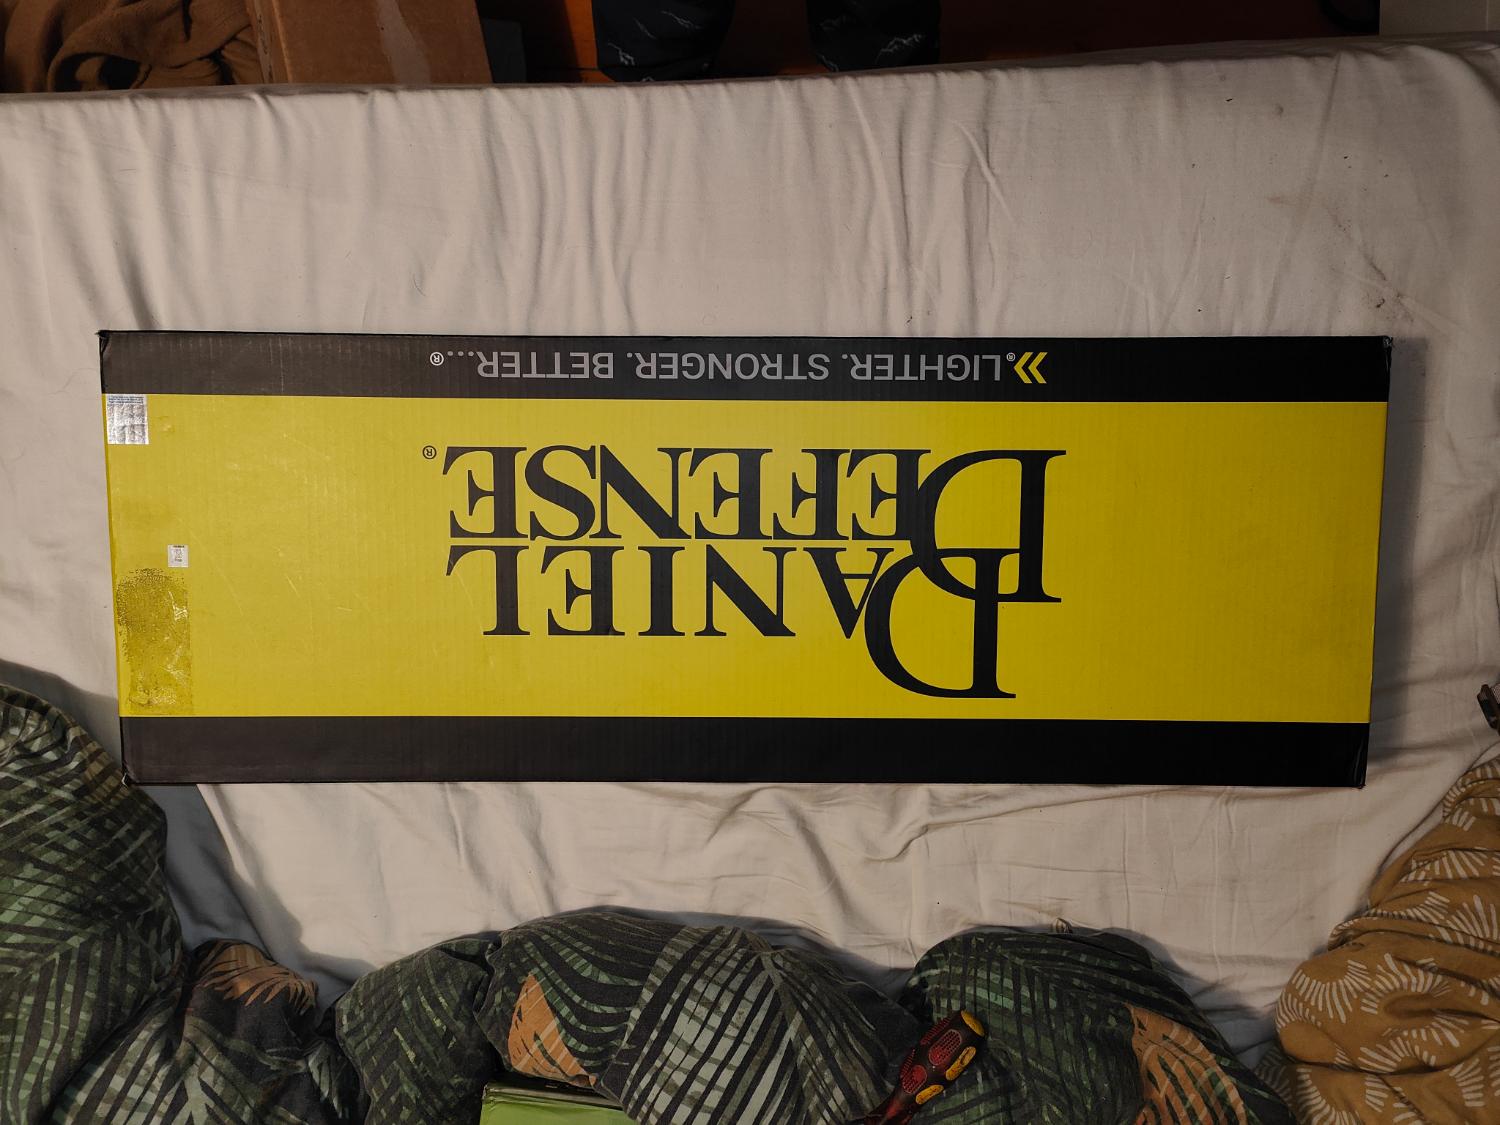 DANIEL
DEFENSE®
®LIGHTER. STRONGER. BETTER....®